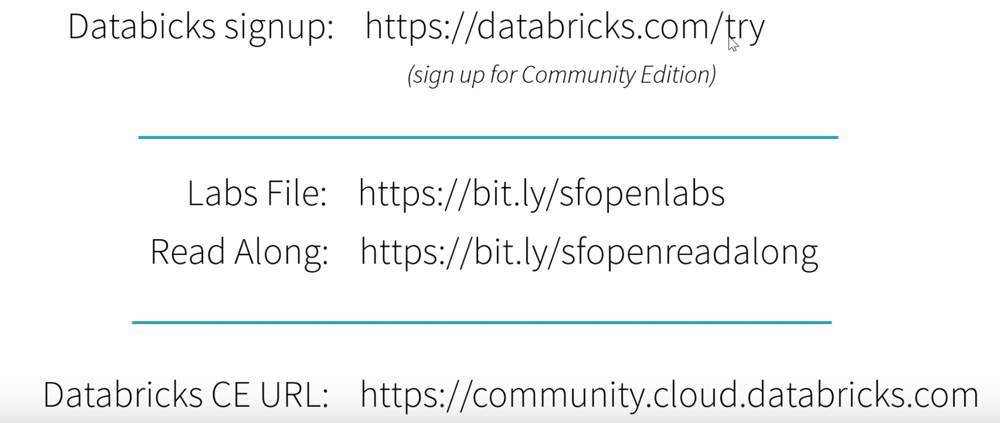 Databicks signup: https://databricks.com/try
(sign up for Community Edition)
Labs File: https://bit.ly/sfopenlabs
Read Along: https://bit.ly/sfopenreadalong
Databricks CE URL: https://community.cloud.databricks.com